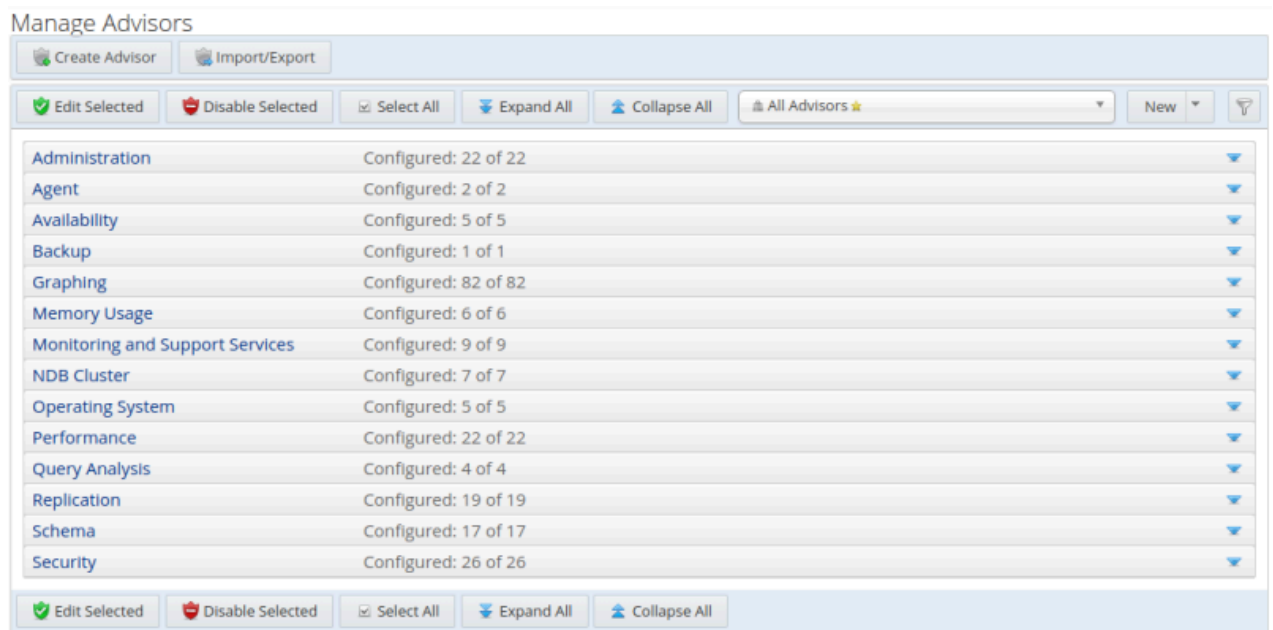 Manage Advisors
Create Advisor Import/Export
Edit Selected Disable Selected Select All Expand All Collapse All All Advisors New
Administration Configured: 22 of 22
Agent Configured: 2 of 2
Availability Configured: 5 of 5
Backup Configured: 1 of 1
Graphing Configured: 82 of 82
Memory Usage Configured: 6 of 6
Monitoring and Support Services Configured: 9 of 9
NDB Cluster Configured: 7 of 7
Operating System Configured: 5 of 5
Performance Configured: 22 of 22
Query Analysis Configured: 4 of 4
Replication Configured: 19 of 19
Schema Configured: 17 of 17
Security Configured: 26 of 26
Edit Selected Disable Selected Select All Expand All Collapse All